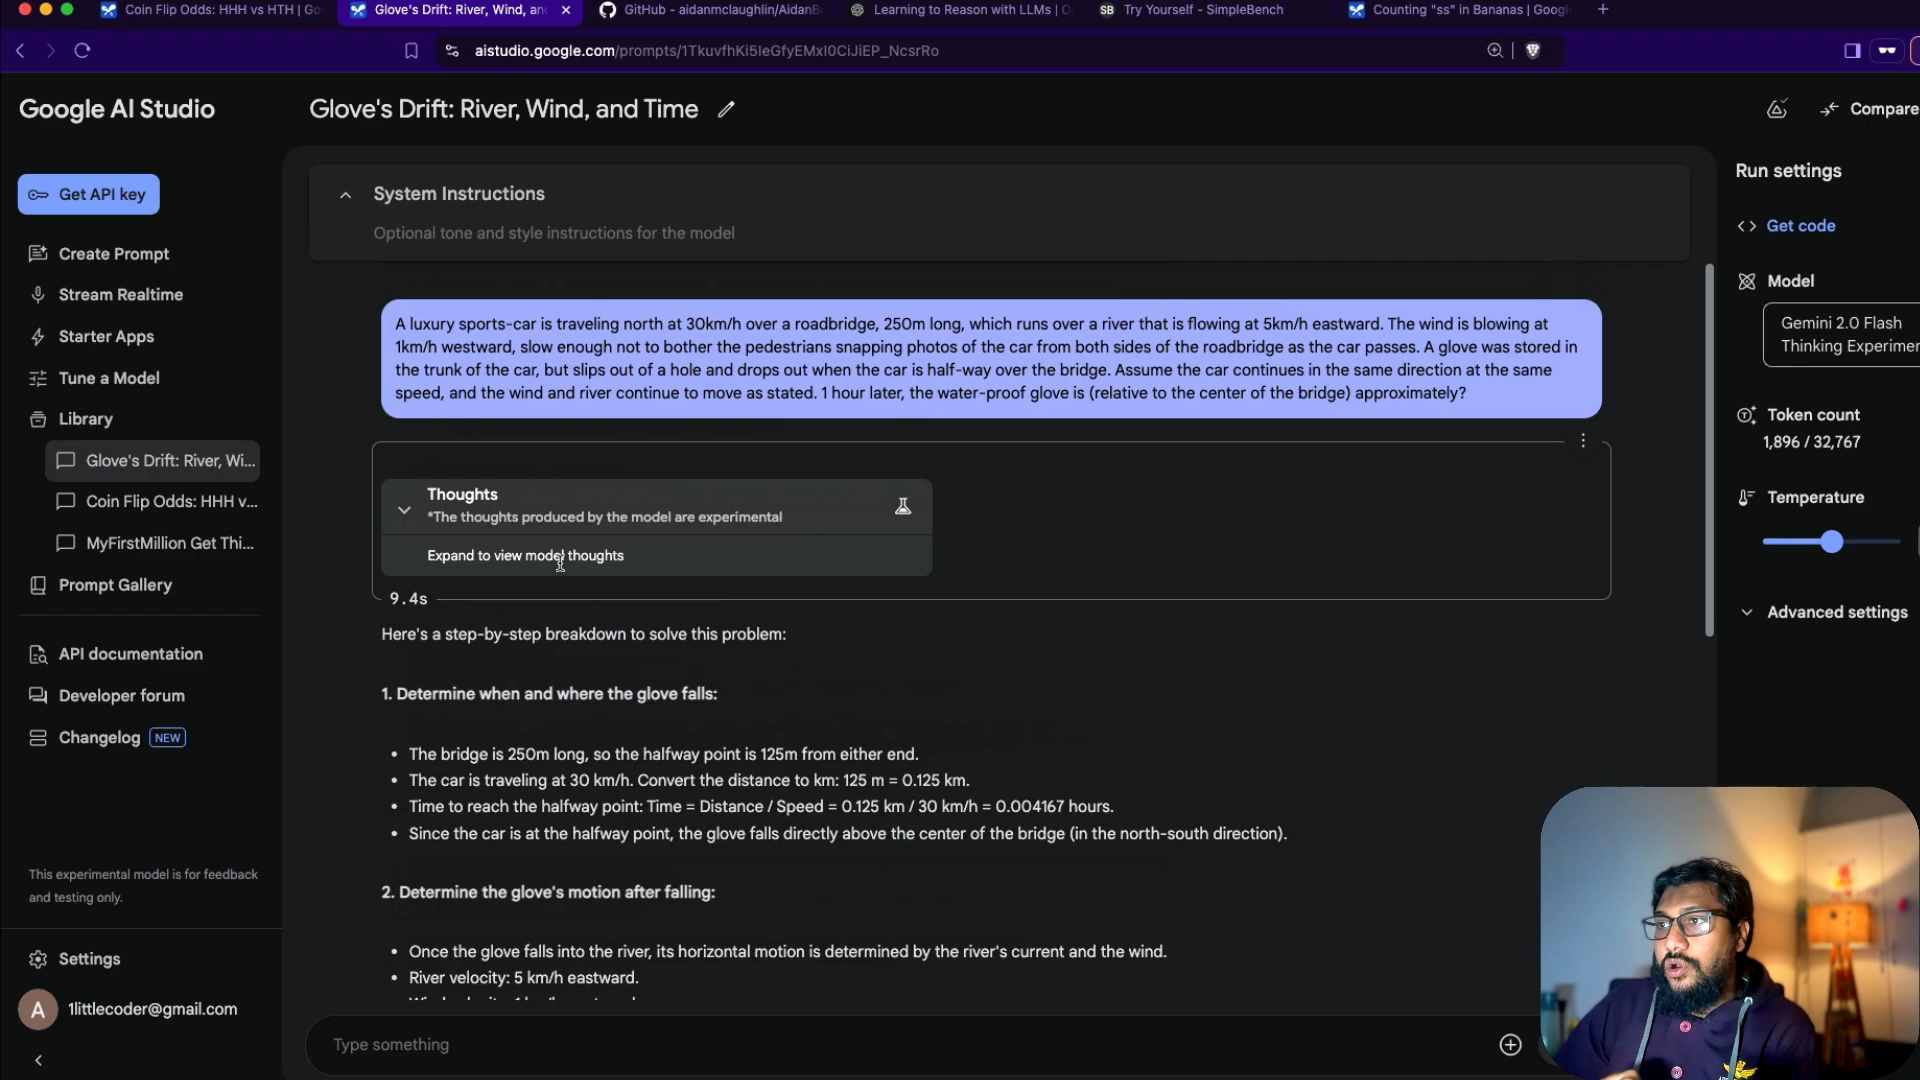 Coin Flip Odds: HHH vs HTH | Go
Glove's Drift: River, Wind, an
GitHub - aidanmclaughlin/AidanB
Learning to Reason with LLMs | O
SB Try Yourself - SimpleBench
Counting "ss" in Bananas | Googl
aistudio.google.com/prompts/1TkuvfhKi5leGfyEMxI0CiJiEP_NcsrRo
Google AI Studio
Glove's Drift: River, Wind, and Time
Compare
Get API key
Create Prompt
Stream Realtime
Starter Apps
Tune a Model
Library
Glove's Drift: River, Wi...
Coin Flip Odds: HHH v...
MyFirstMillion Get Thi...
Prompt Gallery
API documentation
Developer forum
Changelog NEW
This experimental model is for feedback
and testing only.
Settings
A 1littlecoder@gmail.com
System Instructions
Optional tone and style instructions for the model
A luxury sports-car is traveling north at 30km/h over a roadbridge, 250m long, which runs over a river that is flowing at 5km/h eastward. The wind is blowing at
1km/h westward, slow enough not to bother the pedestrians snapping photos of the car from both sides of the roadbridge as the car passes. A glove was stored in
the trunk of the car, but slips out of a hole and drops out when the car is half-way over the bridge. Assume the car continues in the same direction at the same
speed, and the wind and river continue to move as stated. 1 hour later, the water-proof glove is (relative to the center of the bridge) approximately?
Thoughts
*The thoughts produced by the model are experimental
Expand to view model thoughts
9.4s
Here's a step-by-step breakdown to solve this problem:
1. Determine when and where the glove falls:
• The bridge is 250m long, so the halfway point is 125m from either end.
• The car is traveling at 30 km/h. Convert the distance to km: 125 m = 0.125 km.
• Time to reach the halfway point: Time = Distance / Speed = 0.125 km / 30 km/h = 0.004167 hours.
• Since the car is at the halfway point, the glove falls directly above the center of the bridge (in the north-south direction).
2. Determine the glove's motion after falling:
• Once the glove falls into the river, its horizontal motion is determined by the river's current and the wind.
• River velocity: 5 km/h eastward.
Type something
Run settings
Get code
Model
Gemini 2.0 Flash
Thinking Experimen
Token count
1,896 / 32,767
Temperature
Advanced settings